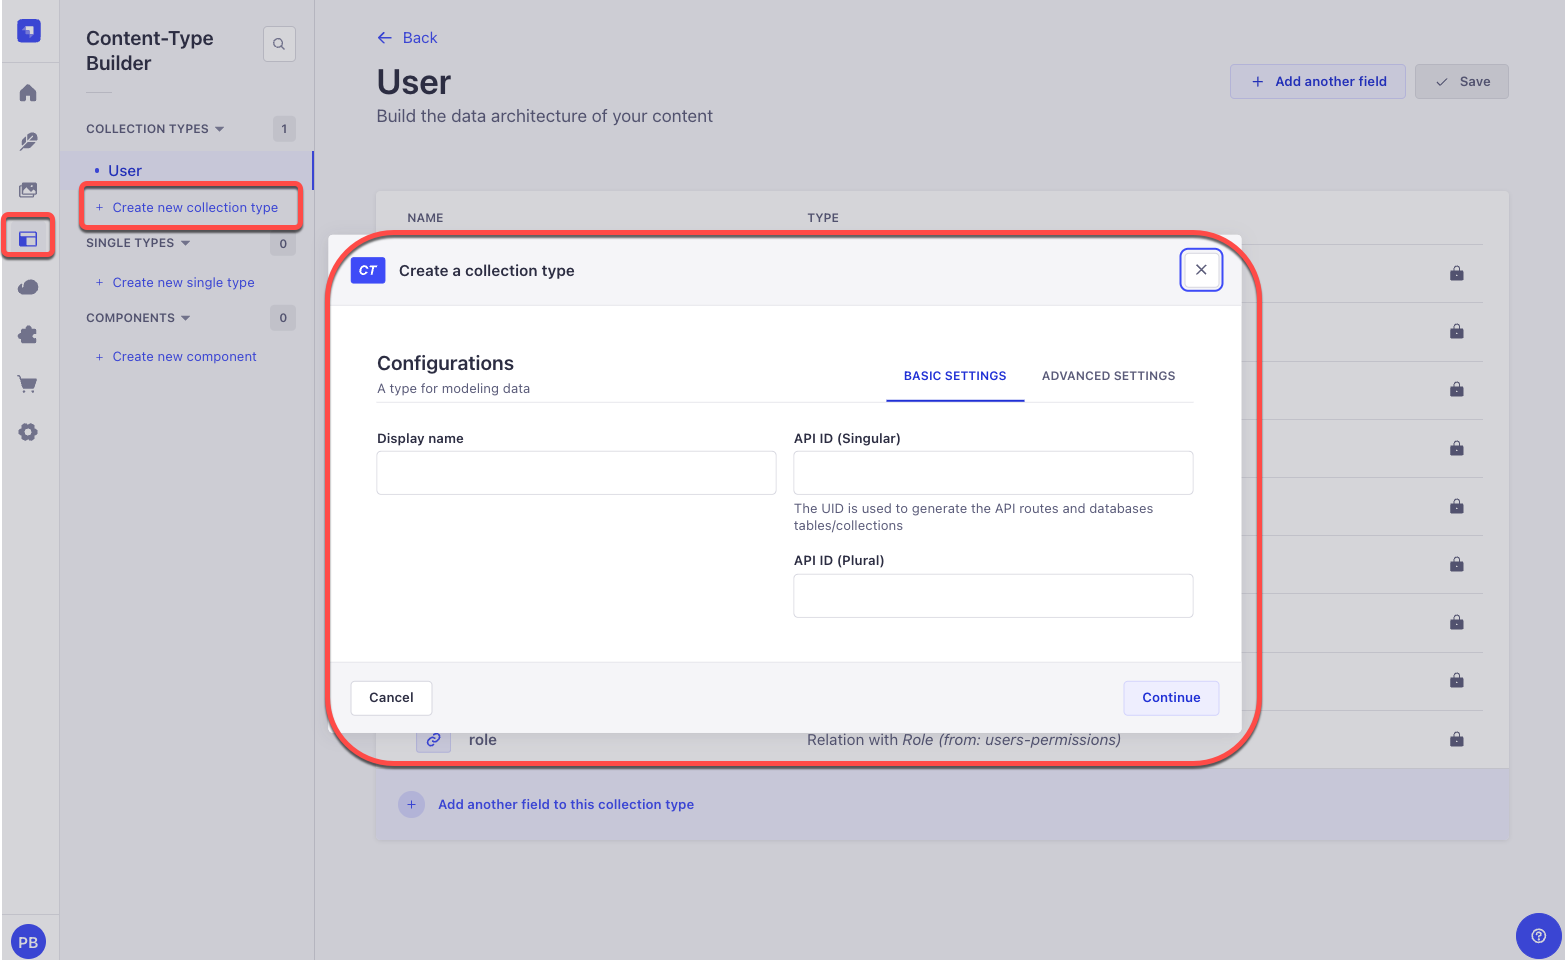 Content-Type
Builder
COLLECTION TYPES 1
User
+ Create new collection type
SINGLE TYPES 0
+ Create new single type
COMPONENTS 0
+ Create new component
PB
← Back
User
Build the data architecture of your content
+ Add another field
Save
NAME TYPE
CT Create a collection type
Configurations
A type for modeling data
BASIC SETTINGS ADVANCED SETTINGS
Display name
API ID (Singular)
The UID is used to generate the API routes and databases
tables/collections
API ID (Plural)
Cancel Continue
role Relation with Role (from: users-permissions)
+ Add another field to this collection type